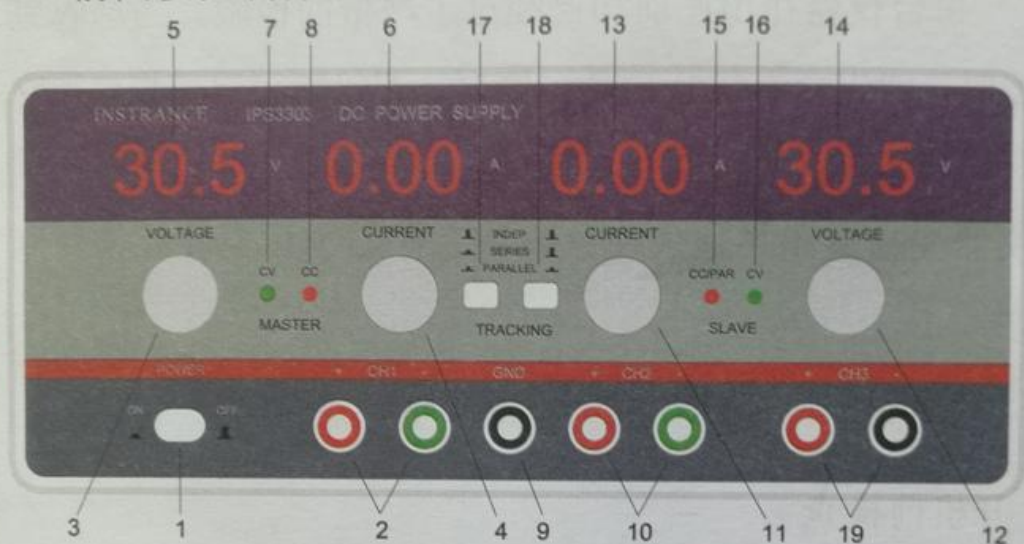 5 7 8 6 17 18 13 15 16 14
INSTRANCE IPS3303 DC POWER SUPPLY
30.5 V 0.00 A 0.00 A 30.5 V
VOLTAGE CURRENT INDEP CURRENT VOLTAGE
SERIES
CV CC PARALLEL CC/PAR CV
MASTER TRACKING SLAVE
POWER + CH1 - GND + CH2 - + CH3 -
ON OFF
3 1 2 4 9 10 11 19 12